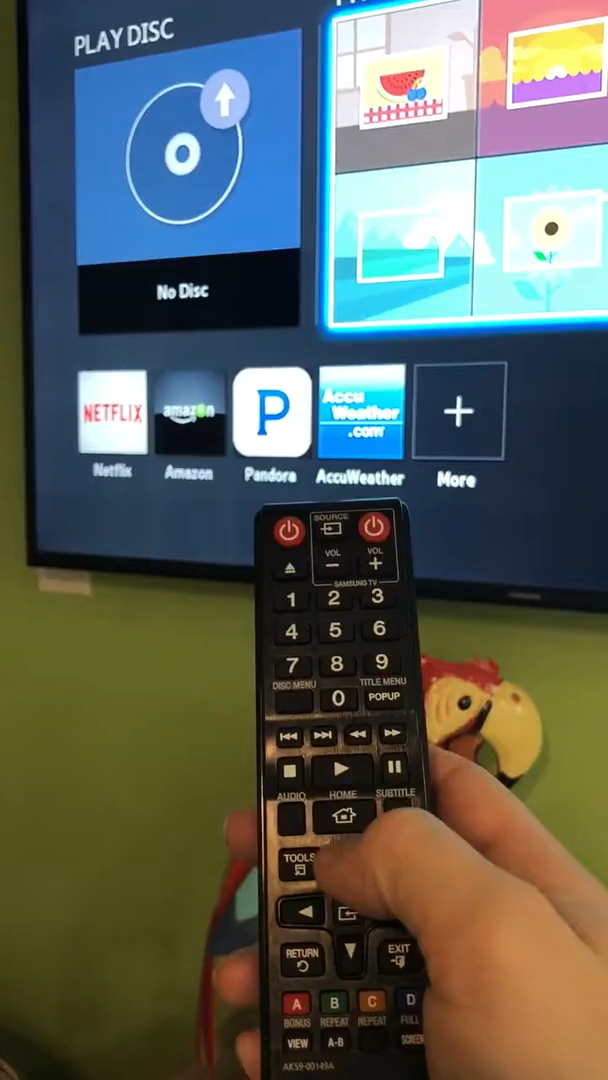 PLAY DISC
No Disc
NETFLIX
amazon
P
Accu
Weather
.com
+
Netflix
Amazon
Pandora
AccuWeather
More
SOURCE
VOL
VOL
−
+
SAMSUNG TV
1 2 3
4 5 6
7 8 9
DISC MENU
TITLE MENU
0
POPUP
AUDIO
HOME
SUBTITLE
TOOLS
RETURN
EXIT
A B C D
BONUS
REPEAT
REPEAT
FULL
VIEW
A-B
AK59-00149A